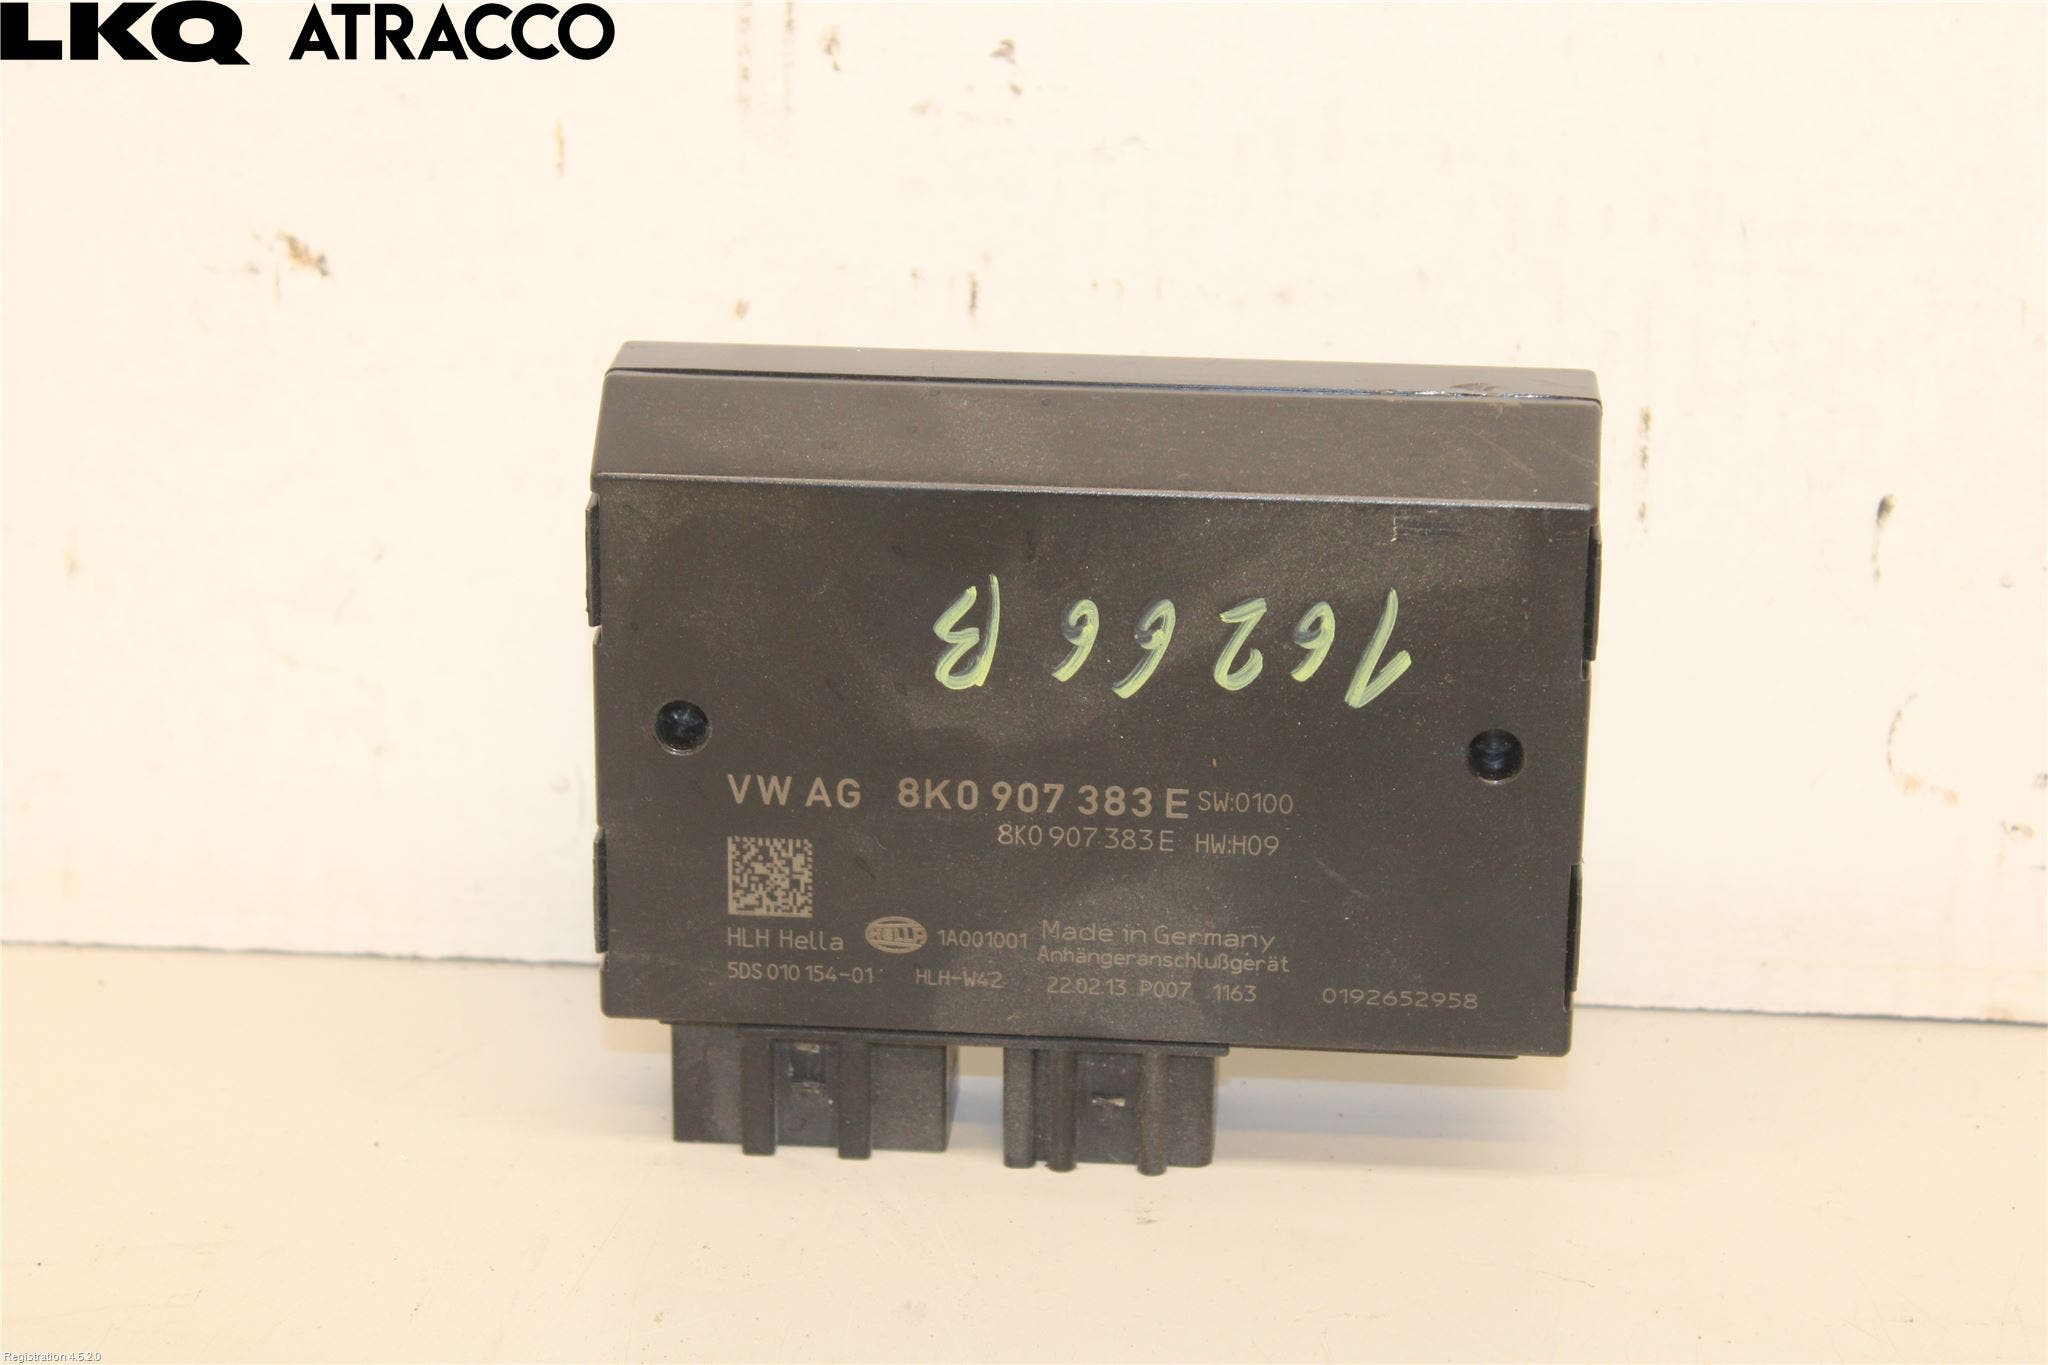 LKQ ATRACCO
16266B
VW AG 8K0 907 383 E SW:0100
8K0 907 383 E HW:H09
HLH Hella HELLA 1A001001 Made in Germany
Anhängeranschlußgerät
5DS 010 154-01 HLH-W42 22.02.13 P007 1163 0192652958
Registration 4.5.2.0